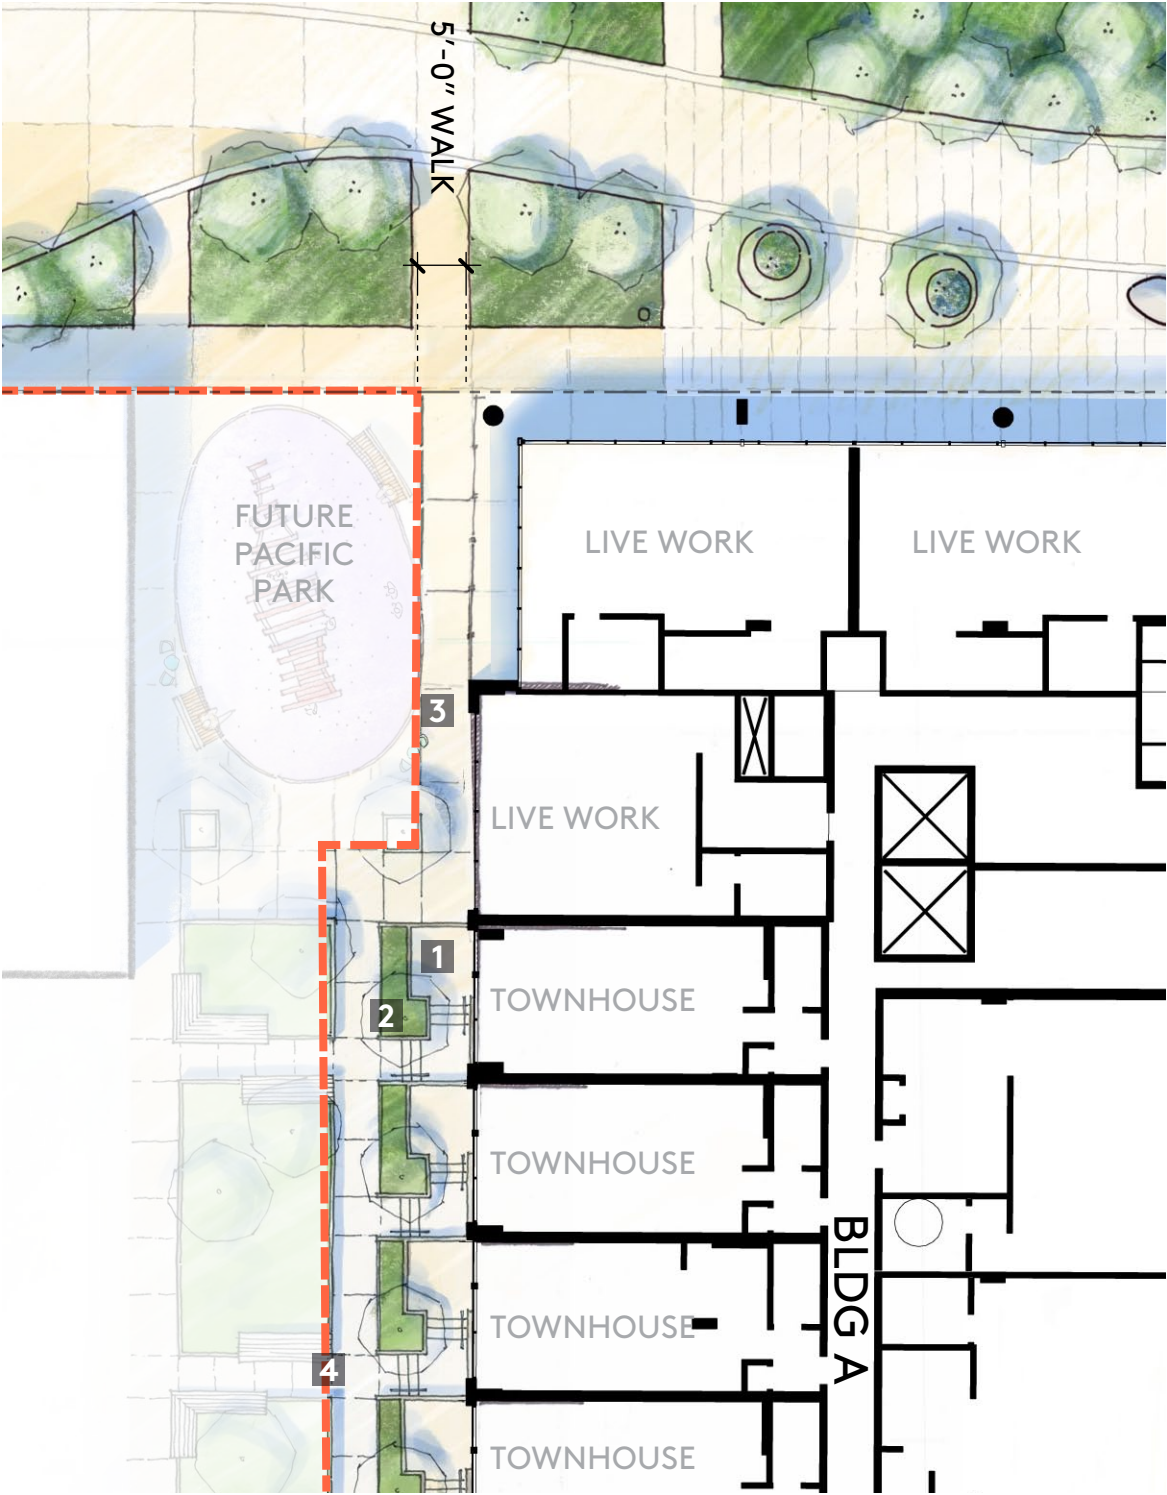 5'-0" WALK
FUTURE
PACIFIC
PARK
LIVE WORK
LIVE WORK
3
LIVE WORK
1
TOWNHOUSE
2
TOWNHOUSE
BLDG A
TOWNHOUSE
4
TOWNHOUSE